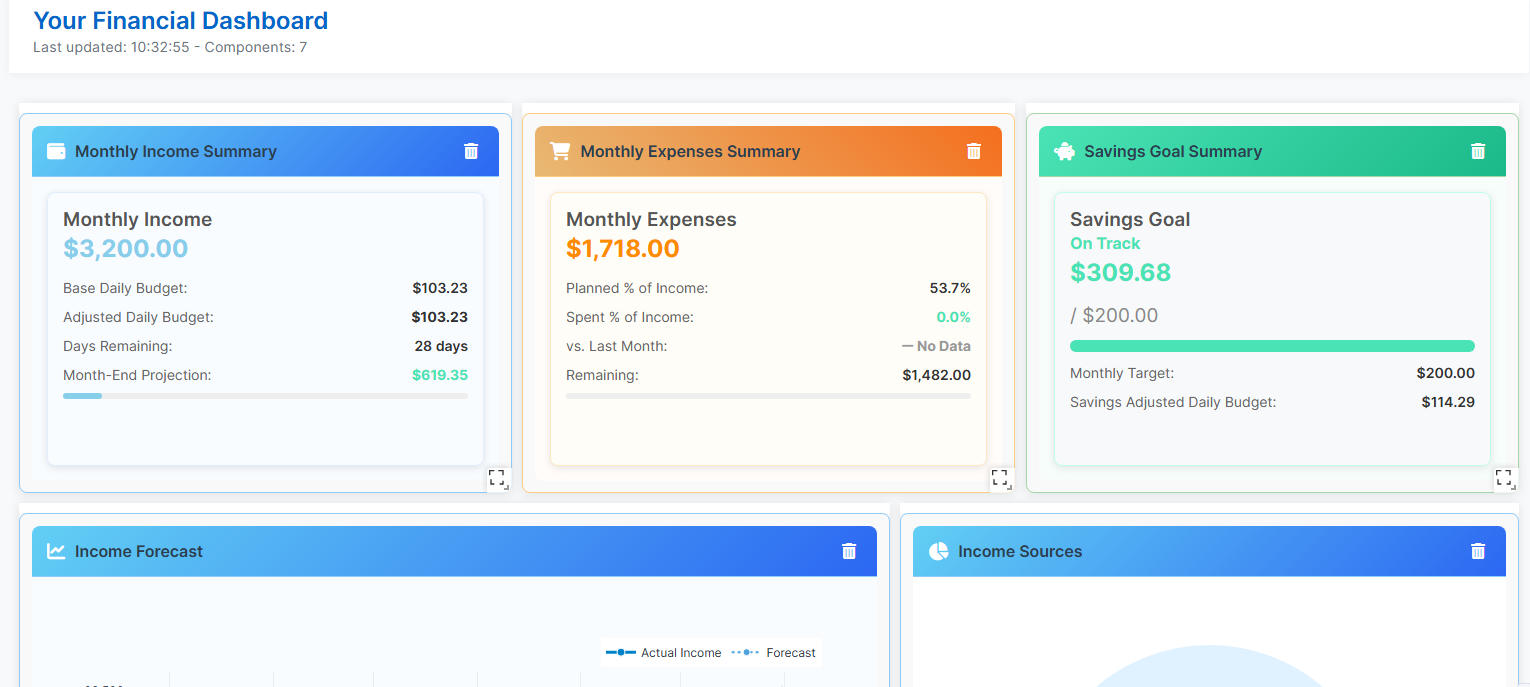 Your Financial Dashboard
Last updated: 10:32:55 - Components: 7
Monthly Income Summary
Monthly Income
$3,200.00
Base Daily Budget: $103.23
Adjusted Daily Budget: $103.23
Days Remaining: 28 days
Month-End Projection: $619.35
Monthly Expenses Summary
Monthly Expenses
$1,718.00
Planned % of Income: 53.7%
Spent % of Income: 0.0%
vs. Last Month: — No Data
Remaining: $1,482.00
Savings Goal Summary
Savings Goal
On Track
$309.68
/ $200.00
Monthly Target: $200.00
Savings Adjusted Daily Budget: $114.29
Income Forecast
Actual Income Forecast
Income Sources